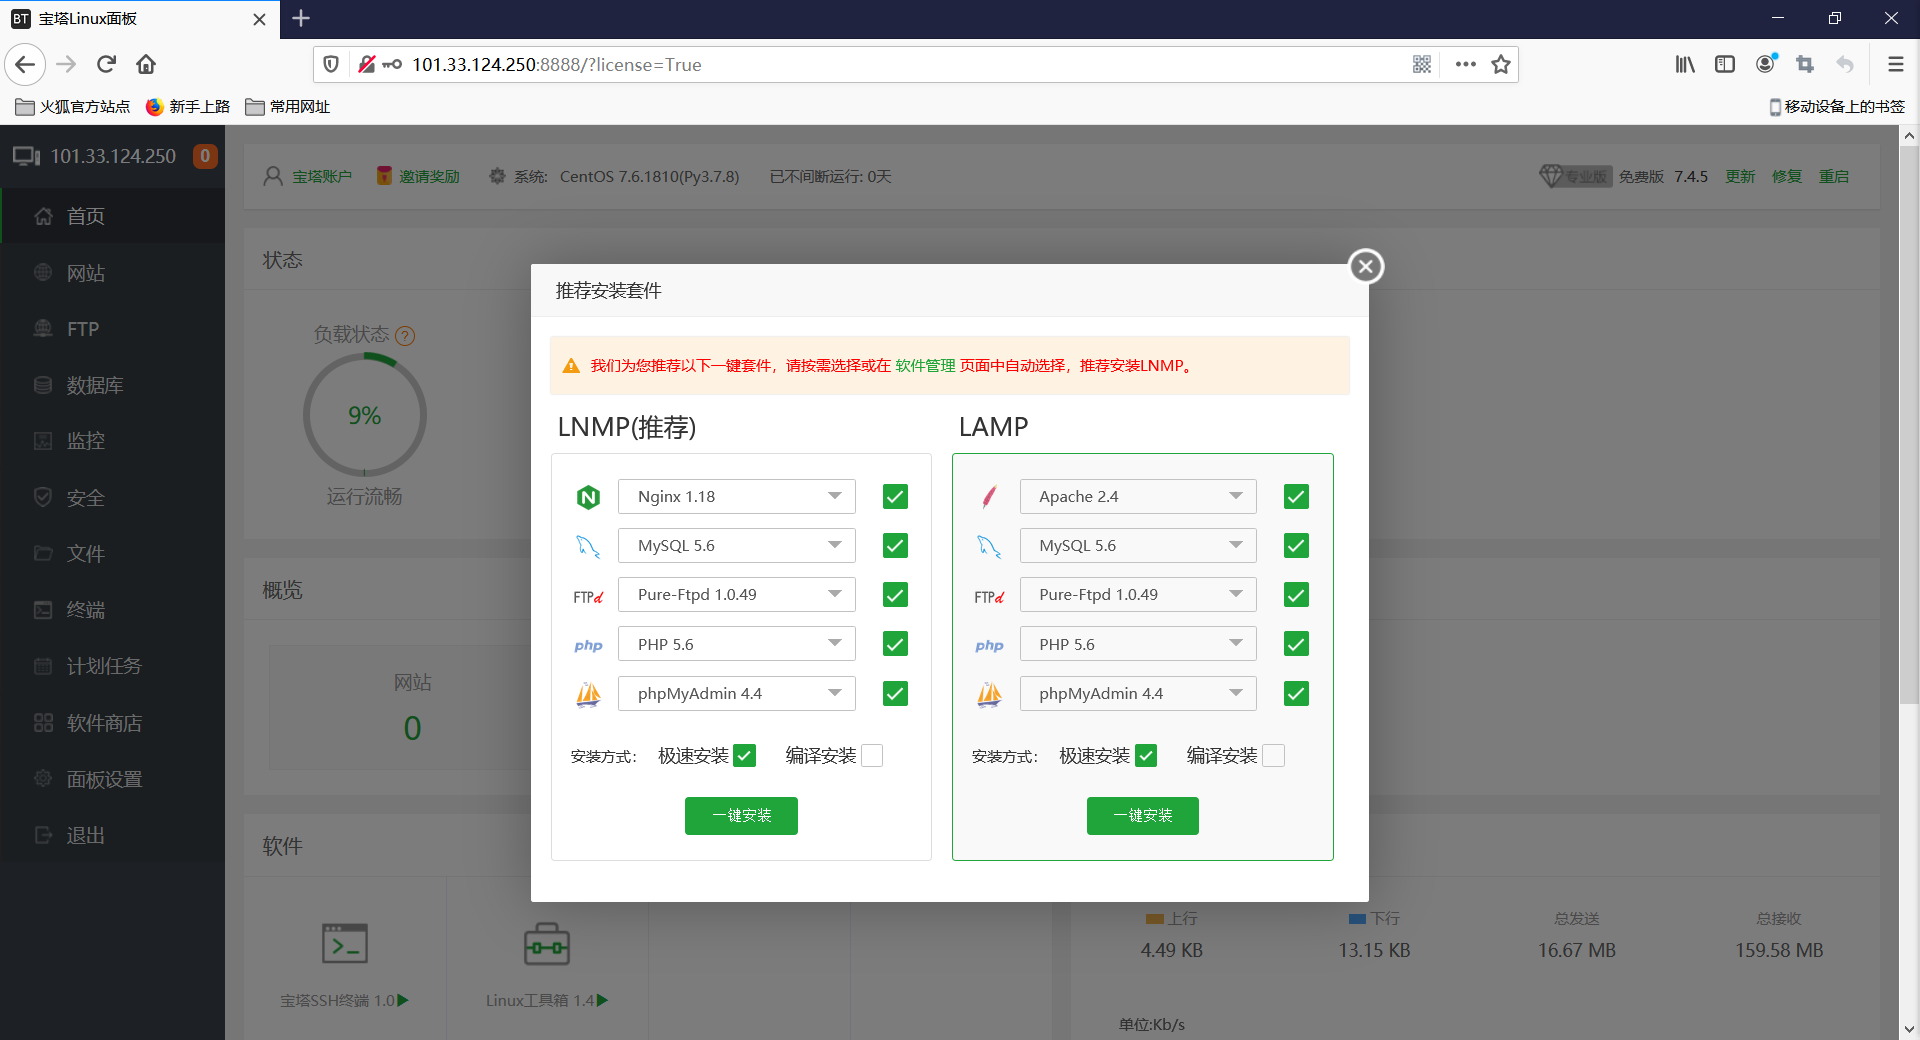 BT 宝塔Linux面板
101.33.124.250:8888/?license=True
火狐官方站点 新手上路 常用网址 移动设备上的书签
101.33.124.250 0
宝塔账户 邀请奖励 系统: CentOS 7.6.1810(Py3.7.8) 已不间断运行: 0天 专业版 免费版 7.4.5 更新 修复 重启
首页
网站
FTP
数据库
监控
安全
文件
终端
计划任务
软件商店
面板设置
退出
状态
负载状态 ?
9%
运行流畅
概览
网站
0
软件
宝塔SSH终端 1.0
Linux工具箱 1.4
推荐安装套件
我们为您推荐以下一键套件，请按需选择或在 软件管理 页面中自动选择，推荐安装LNMP。
LNMP(推荐)
Nginx 1.18
MySQL 5.6
FTPd Pure-Ftpd 1.0.49
php PHP 5.6
phpMyAdmin 4.4
安装方式： 极速安装 编译安装
一键安装
LAMP
Apache 2.4
MySQL 5.6
FTPd Pure-Ftpd 1.0.49
php PHP 5.6
phpMyAdmin 4.4
安装方式： 极速安装 编译安装
一键安装
上行 下行 总发送 总接收
4.49 KB 13.15 KB 16.67 MB 159.58 MB
单位:Kb/s